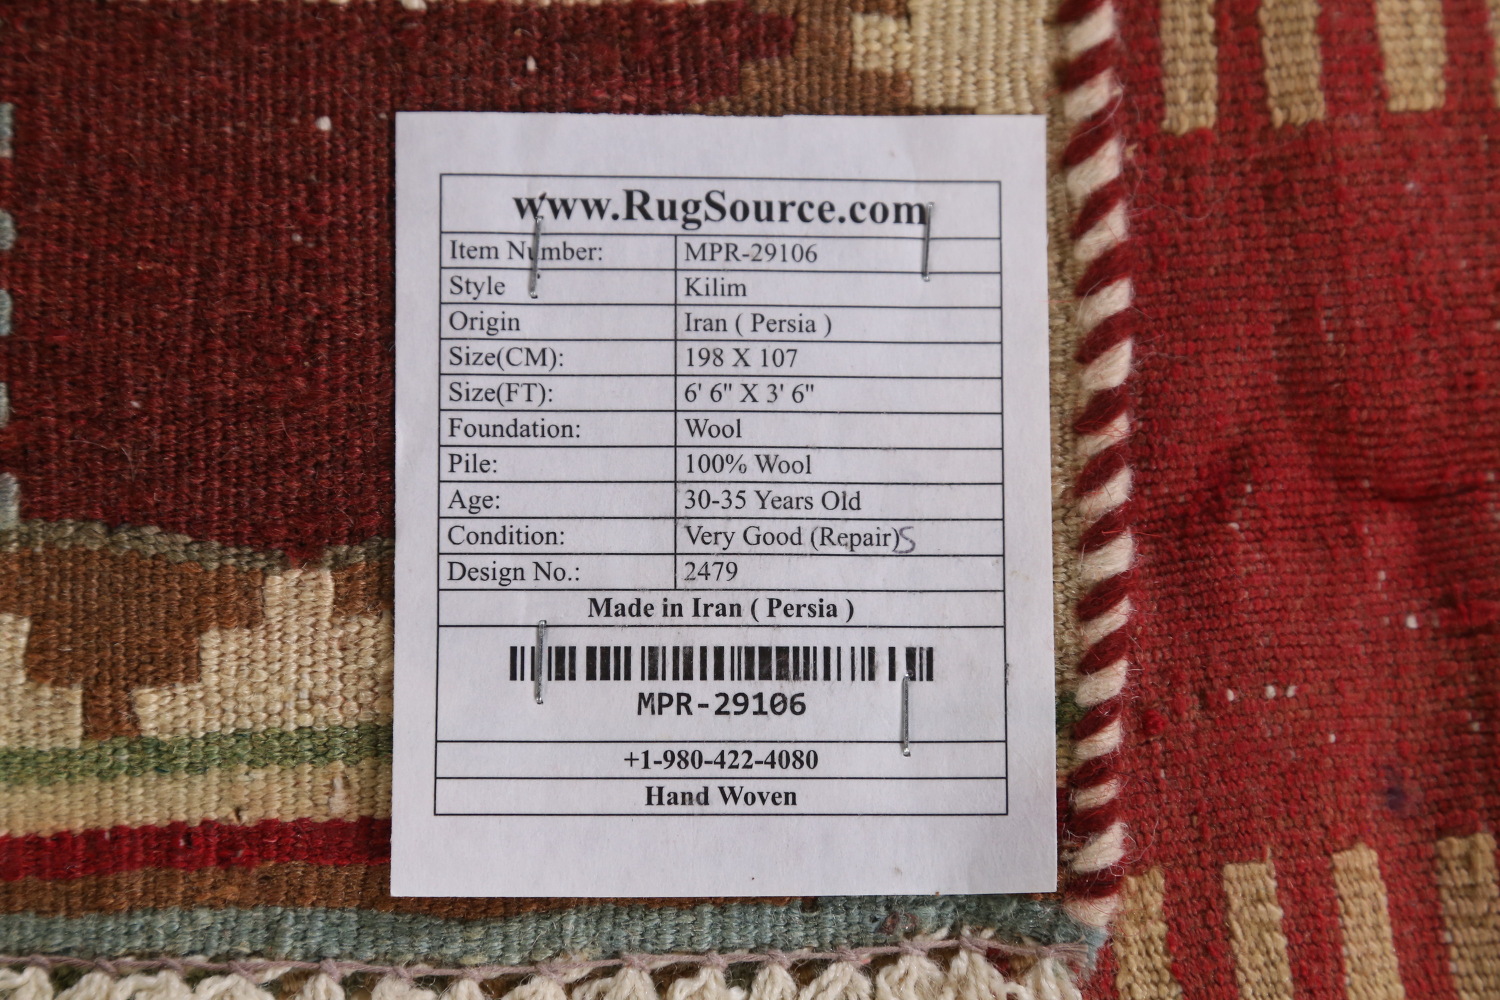 www.RugSource.com
Item Number: MPR-29106
Style Kilim
Origin Iran ( Persia )
Size(CM): 198 X 107
Size(FT): 6' 6" X 3' 6"
Foundation: Wool
Pile: 100% Wool
Age: 30-35 Years Old
Condition: Very Good (Repair)S
Design No.: 2479
Made in Iran ( Persia )
MPR-29106
+1-980-422-4080
Hand Woven